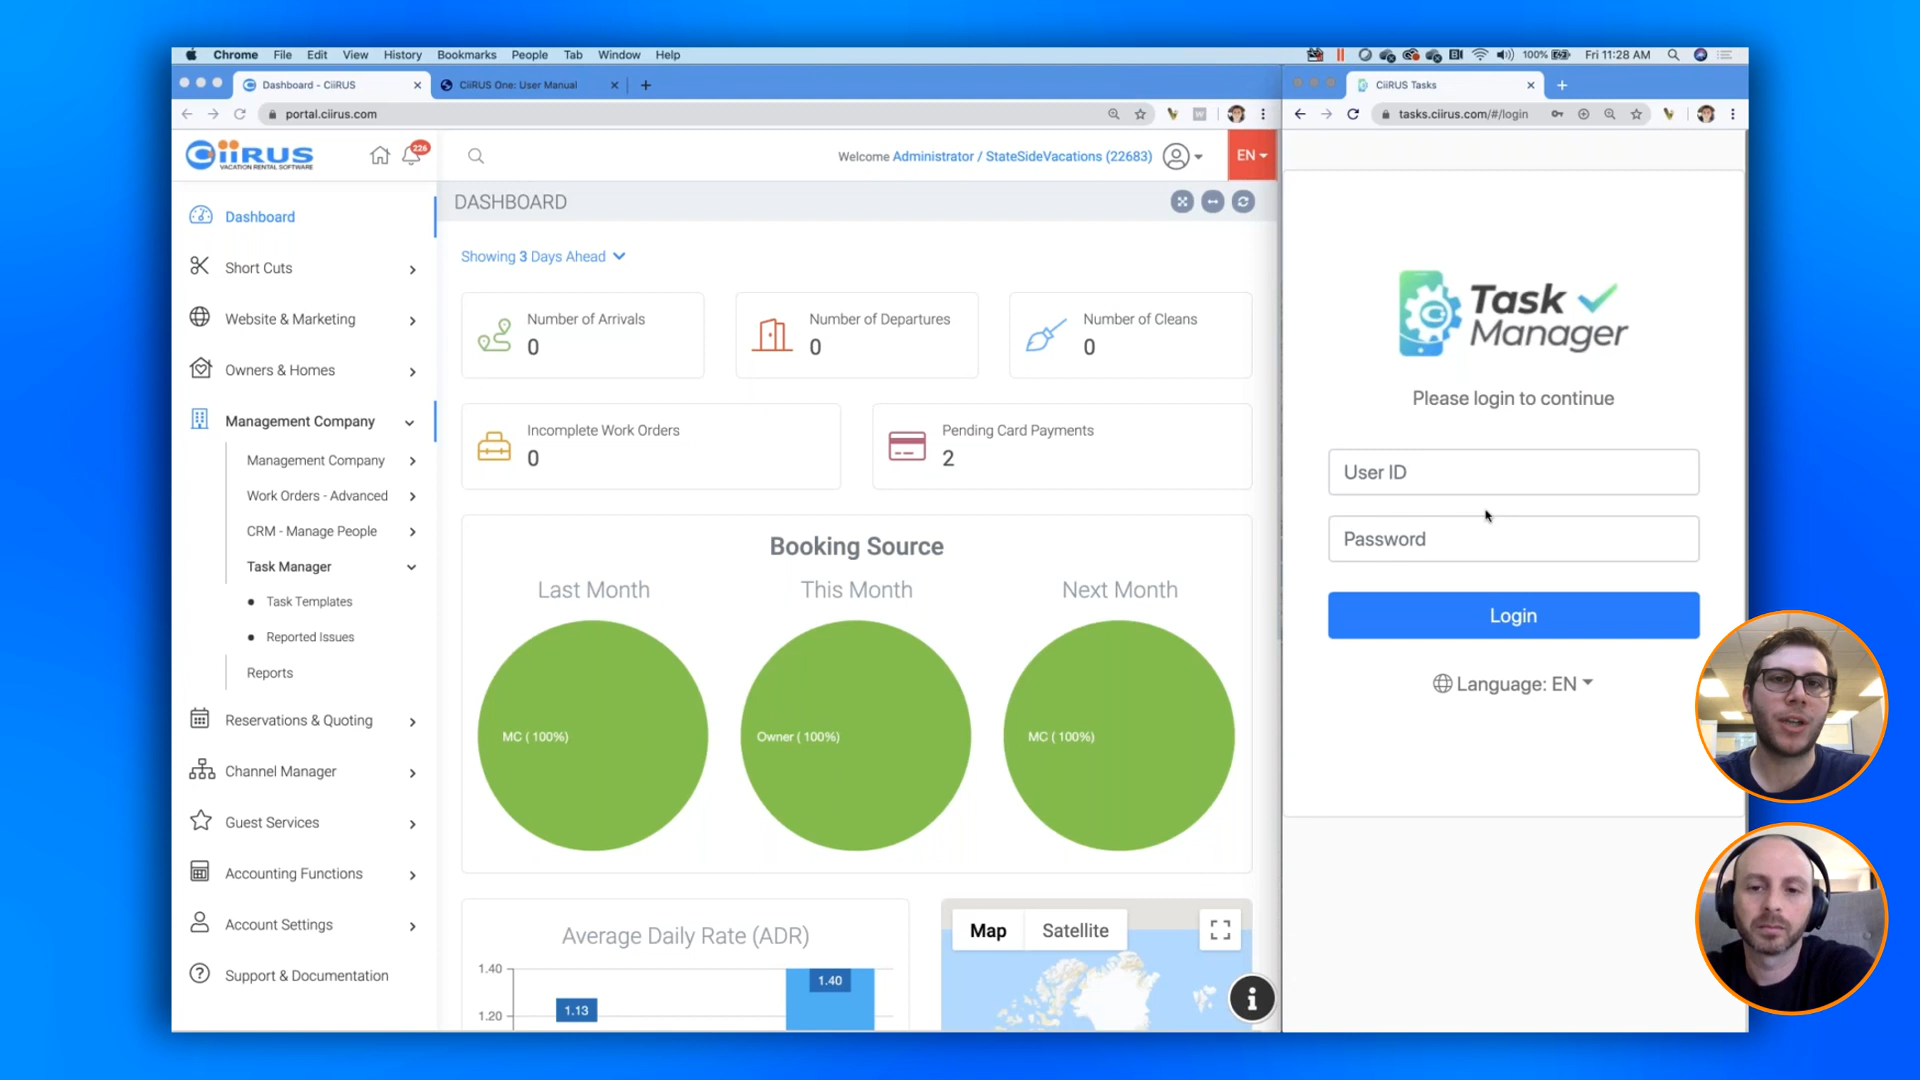 Chrome File Edit View History Bookmarks People Tab Window Help
100% Fri 11:28 AM
Dashboard - CiiRUS
CiiRUS One: User Manual
portal.ciirus.com
CiiRUS Tasks
tasks.ciirus.com/#/login
CiiRUS
VACATION RENTAL SOFTWARE
226
Welcome Administrator / StateSideVacations (22683)
EN
Dashboard
Short Cuts
Website & Marketing
Owners & Homes
Management Company
Management Company
Work Orders - Advanced
CRM - Manage People
Task Manager
Task Templates
Reported Issues
Reports
Reservations & Quoting
Channel Manager
Guest Services
Accounting Functions
Account Settings
Support & Documentation
DASHBOARD
Showing 3 Days Ahead
Number of Arrivals
0
Number of Departures
0
Number of Cleans
0
Incomplete Work Orders
0
Pending Card Payments
2
Booking Source
Last Month
This Month
Next Month
MC ( 100%)
Owner ( 100%)
MC ( 100%)
Average Daily Rate (ADR)
1.40
1.20
1.13
1.40
Map
Satellite
Task
Manager
Please login to continue
User ID
Password
Login
Language: EN